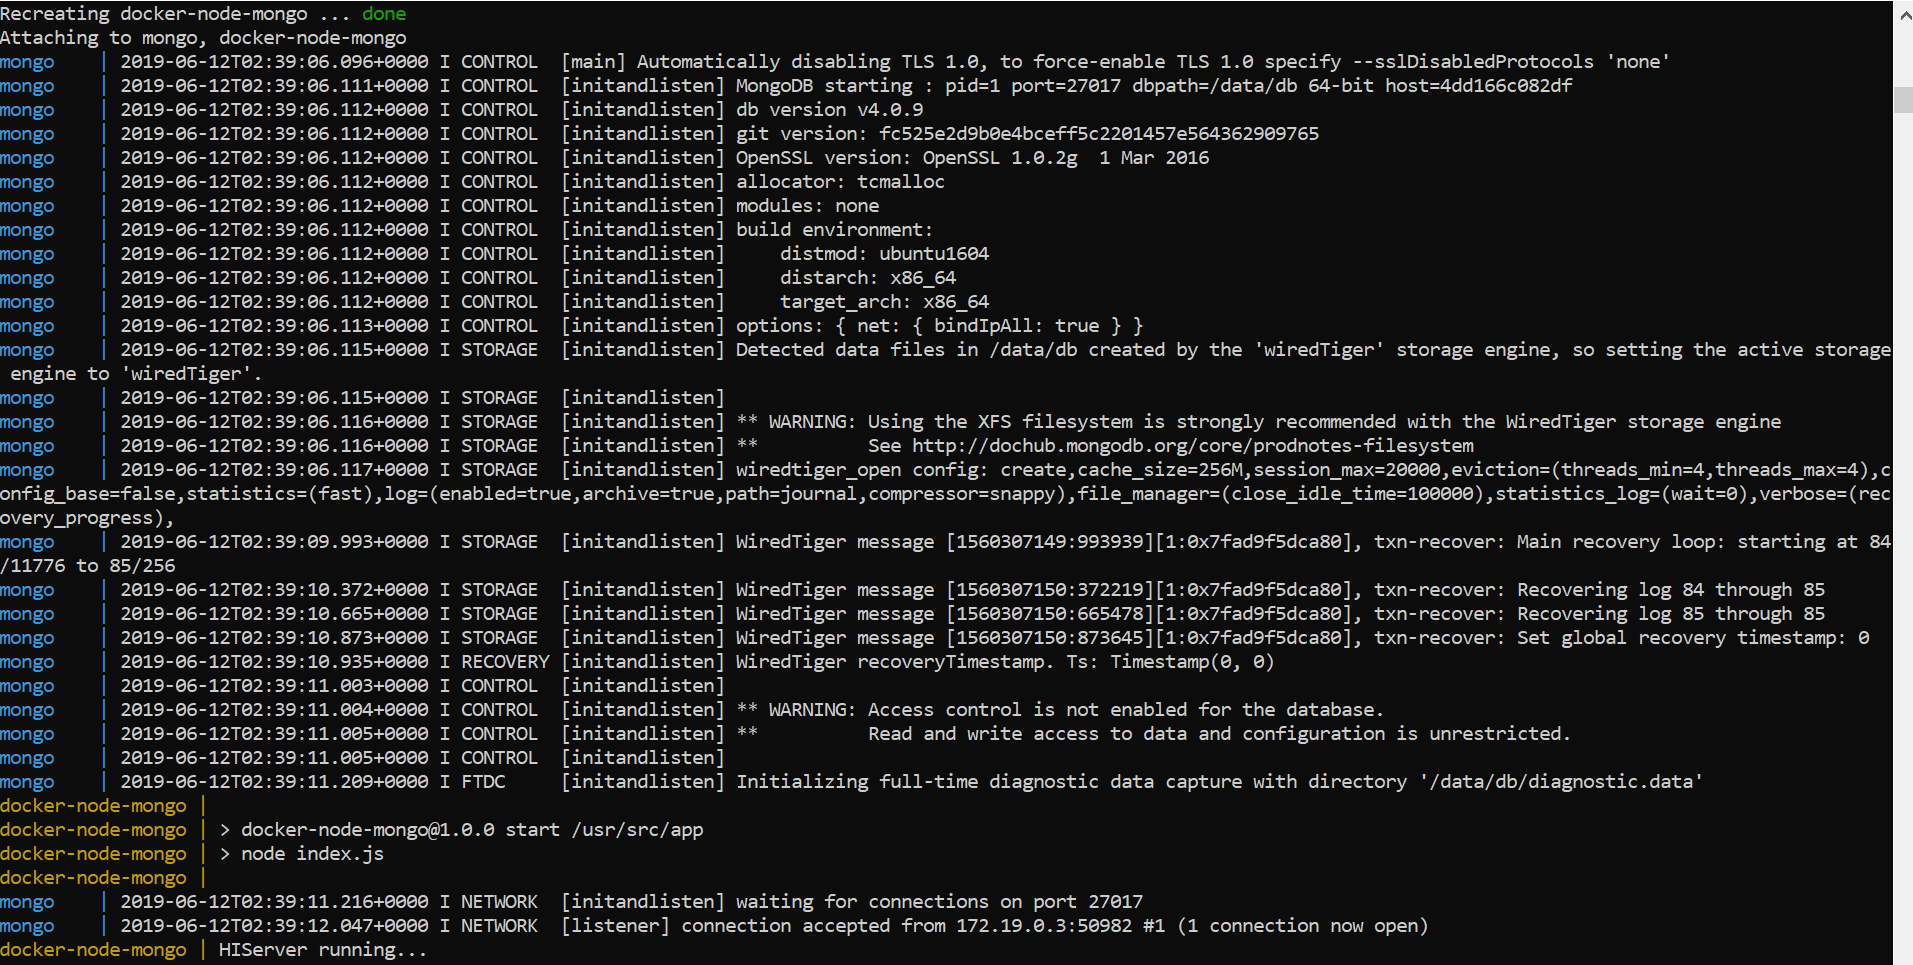 Recreating docker-node-mongo ... done
Attaching to mongo, docker-node-mongo
mongo    | 2019-06-12T02:39:06.096+0000 I CONTROL  [main] Automatically disabling TLS 1.0, to force-enable TLS 1.0 specify --sslDisabledProtocols 'none'
mongo    | 2019-06-12T02:39:06.111+0000 I CONTROL  [initandlisten] MongoDB starting : pid=1 port=27017 dbpath=/data/db 64-bit host=4dd166c082df
mongo    | 2019-06-12T02:39:06.112+0000 I CONTROL  [initandlisten] db version v4.0.9
mongo    | 2019-06-12T02:39:06.112+0000 I CONTROL  [initandlisten] git version: fc525e2d9b0e4bceff5c2201457e564362909765
mongo    | 2019-06-12T02:39:06.112+0000 I CONTROL  [initandlisten] OpenSSL version: OpenSSL 1.0.2g  1 Mar 2016
mongo    | 2019-06-12T02:39:06.112+0000 I CONTROL  [initandlisten] allocator: tcmalloc
mongo    | 2019-06-12T02:39:06.112+0000 I CONTROL  [initandlisten] modules: none
mongo    | 2019-06-12T02:39:06.112+0000 I CONTROL  [initandlisten] build environment:
mongo    | 2019-06-12T02:39:06.112+0000 I CONTROL  [initandlisten]     distmod: ubuntu1604
mongo    | 2019-06-12T02:39:06.112+0000 I CONTROL  [initandlisten]     distarch: x86_64
mongo    | 2019-06-12T02:39:06.112+0000 I CONTROL  [initandlisten]     target_arch: x86_64
mongo    | 2019-06-12T02:39:06.113+0000 I CONTROL  [initandlisten] options: { net: { bindIpAll: true } }
mongo    | 2019-06-12T02:39:06.115+0000 I STORAGE  [initandlisten] Detected data files in /data/db created by the 'wiredTiger' storage engine, so setting the active storage
 engine to 'wiredTiger'.
mongo    | 2019-06-12T02:39:06.115+0000 I STORAGE  [initandlisten]
mongo    | 2019-06-12T02:39:06.116+0000 I STORAGE  [initandlisten] ** WARNING: Using the XFS filesystem is strongly recommended with the WiredTiger storage engine
mongo    | 2019-06-12T02:39:06.116+0000 I STORAGE  [initandlisten] **          See http://dochub.mongodb.org/core/prodnotes-filesystem
mongo    | 2019-06-12T02:39:06.117+0000 I STORAGE  [initandlisten] wiredtiger_open config: create,cache_size=256M,session_max=20000,eviction=(threads_min=4,threads_max=4),c
onfig_base=false,statistics=(fast),log=(enabled=true,archive=true,path=journal,compressor=snappy),file_manager=(close_idle_time=100000),statistics_log=(wait=0),verbose=(rec
overy_progress),
mongo    | 2019-06-12T02:39:09.993+0000 I STORAGE  [initandlisten] WiredTiger message [1560307149:993939][1:0x7fad9f5dca80], txn-recover: Main recovery loop: starting at 84
/11776 to 85/256
mongo    | 2019-06-12T02:39:10.372+0000 I STORAGE  [initandlisten] WiredTiger message [1560307150:372219][1:0x7fad9f5dca80], txn-recover: Recovering log 84 through 85
mongo    | 2019-06-12T02:39:10.665+0000 I STORAGE  [initandlisten] WiredTiger message [1560307150:665478][1:0x7fad9f5dca80], txn-recover: Recovering log 85 through 85
mongo    | 2019-06-12T02:39:10.873+0000 I STORAGE  [initandlisten] WiredTiger message [1560307150:873645][1:0x7fad9f5dca80], txn-recover: Set global recovery timestamp: 0
mongo    | 2019-06-12T02:39:10.935+0000 I RECOVERY [initandlisten] WiredTiger recoveryTimestamp. Ts: Timestamp(0, 0)
mongo    | 2019-06-12T02:39:11.003+0000 I CONTROL  [initandlisten]
mongo    | 2019-06-12T02:39:11.004+0000 I CONTROL  [initandlisten] ** WARNING: Access control is not enabled for the database.
mongo    | 2019-06-12T02:39:11.005+0000 I CONTROL  [initandlisten] **          Read and write access to data and configuration is unrestricted.
mongo    | 2019-06-12T02:39:11.005+0000 I CONTROL  [initandlisten]
mongo    | 2019-06-12T02:39:11.209+0000 I FTDC     [initandlisten] Initializing full-time diagnostic data capture with directory '/data/db/diagnostic.data'
docker-node-mongo |
docker-node-mongo | > docker-node-mongo@1.0.0 start /usr/src/app
docker-node-mongo | > node index.js
docker-node-mongo |
mongo    | 2019-06-12T02:39:11.216+0000 I NETWORK  [initandlisten] waiting for connections on port 27017
mongo    | 2019-06-12T02:39:12.047+0000 I NETWORK  [listener] connection accepted from 172.19.0.3:50982 #1 (1 connection now open)
docker-node-mongo | HIServer running...